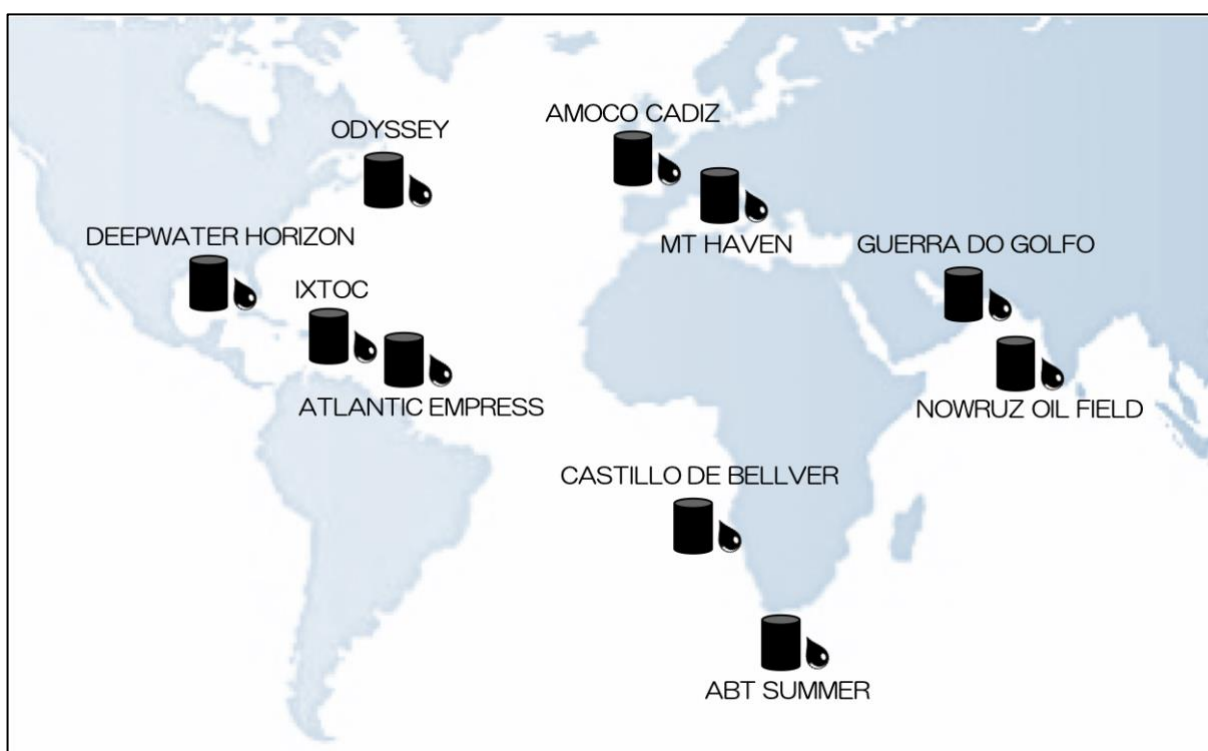 AMOCO CADIZ
ODYSSEY
DEEPWATER HORIZON
MT HAVEN
GUERRA DO GOLFO
IXTOC
ATLANTIC EMPRESS
NOWRUZ OIL FIELD
CASTILLO DE BELLVER
ABT SUMMER